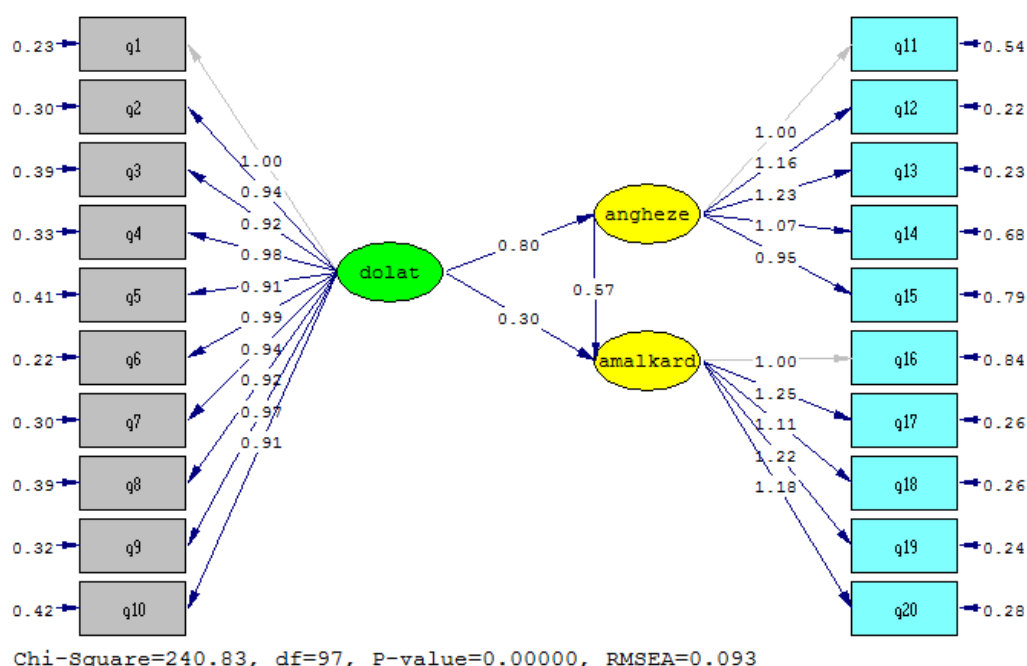 0.23 q1
0.30 q2
0.39 q3
0.33 q4
0.41 q5
0.22 q6
0.30 q7
0.39 q8
0.32 q9
0.42 q10
1.00
0.94
0.92
0.98
0.91
0.99
0.94
0.92
0.97
0.91
dolat
0.80
0.30
angheze
0.57
amalkard
1.00
1.16
1.23
1.07
0.95
1.00
1.25
1.11
1.22
1.18
q11 0.54
q12 0.22
q13 0.23
q14 0.68
q15 0.79
q16 0.84
q17 0.26
q18 0.26
q19 0.24
q20 0.28
Chi-Square=240.83, df=97, P-value=0.00000, RMSEA=0.093